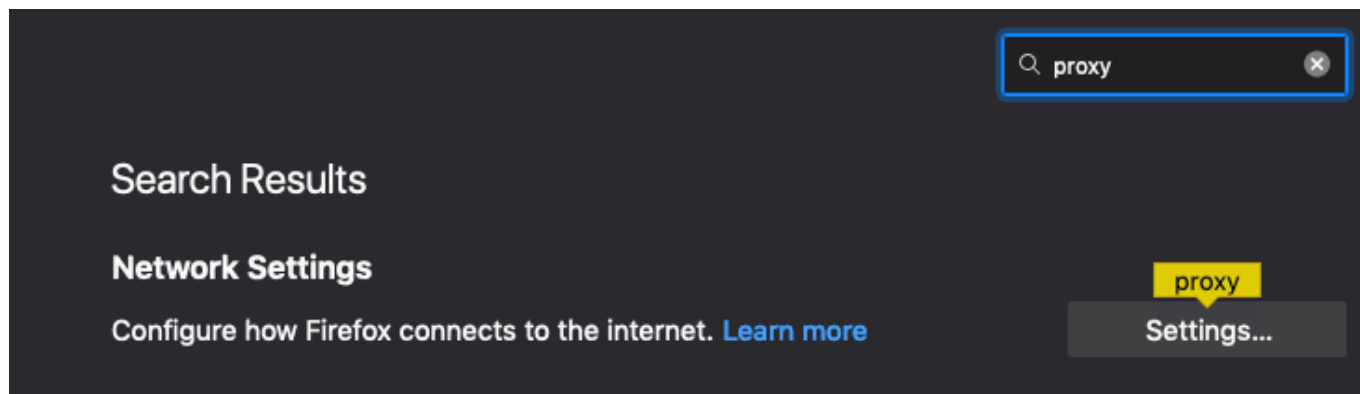 proxy
Search Results
Network Settings
proxy
Configure how Firefox connects to the internet. Learn more
Settings...